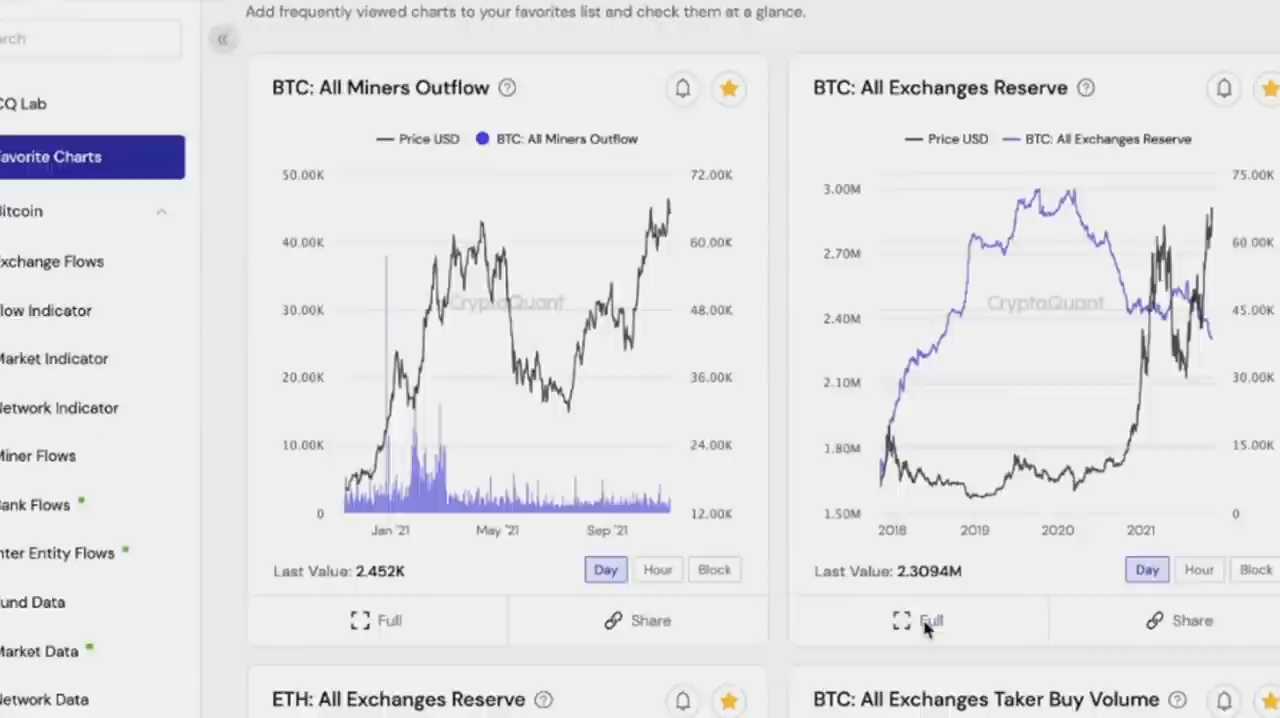 Add frequently viewed charts to your favorites list and check them at a glance.
arch
CQ Lab
avorite Charts
itcoin
xchange Flows
low Indicator
Market Indicator
Network Indicator
Miner Flows
ank Flows
nter Entity Flows
und Data
Market Data
Network Data
BTC: All Miners Outflow
Price USD BTC: All Miners Outflow
50.00K 72.00K
40.00K 60.00K
30.00K 48.00K
20.00K 36.00K
10.00K 24.00K
0 12.00K
CryptoQuant
Jan '21 May '21 Sep '21
Last Value: 2.452K Day Hour Block
Full Share
BTC: All Exchanges Reserve
Price USD BTC: All Exchanges Reserve
3.00M 75.00K
2.70M 60.00K
2.40M 45.00K
2.10M 30.00K
1.80M 15.00K
1.50M 0
CryptoQuant
2018 2019 2020 2021
Last Value: 2.3094M Day Hour Block
Full Share
ETH: All Exchanges Reserve
BTC: All Exchanges Taker Buy Volume